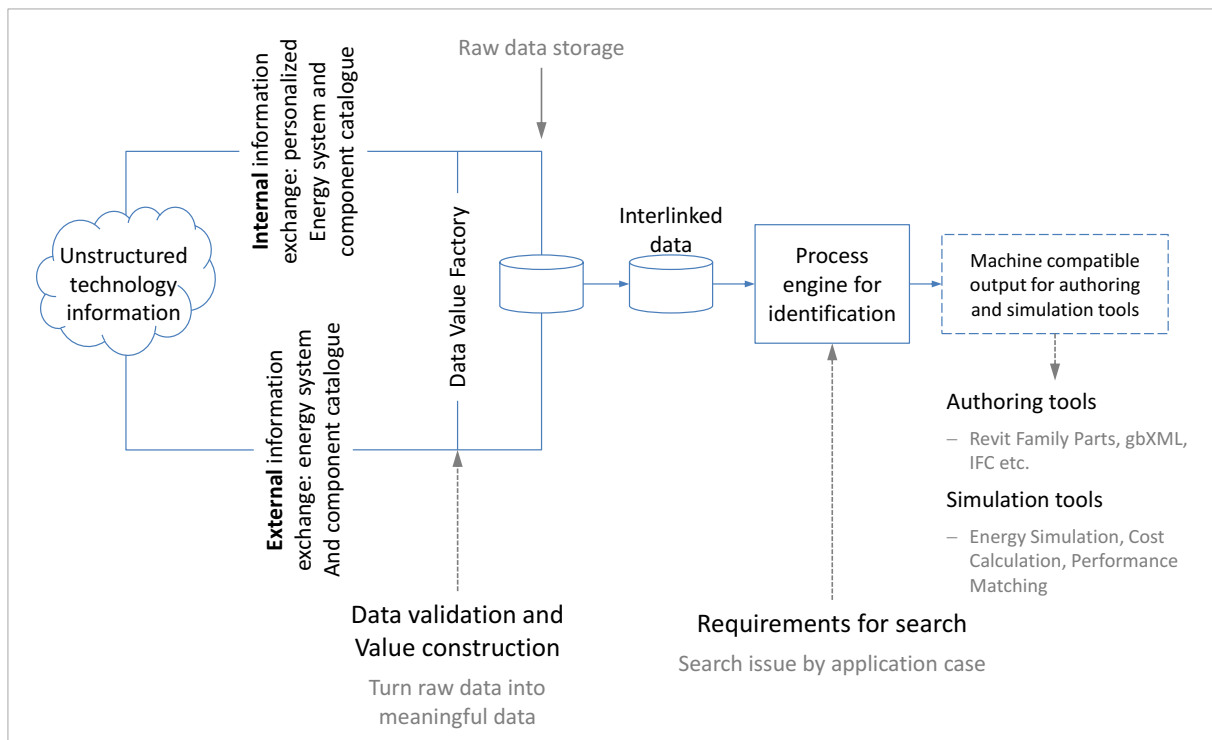 Raw data storage
Internal information
exchange: personalized
Energy system and
component catalogue
Unstructured
technology
information
Data Value Factory
External information
exchange: energy system
And component catalogue
Interlinked
data
Process
engine for
identification
Machine compatible
output for authoring
and simulation tools
Authoring tools
– Revit Family Parts, gbXML,
IFC etc.
Simulation tools
– Energy Simulation, Cost
Calculation, Performance
Matching
Data validation and
Value construction
Turn raw data into
meaningful data
Requirements for search
Search issue by application case